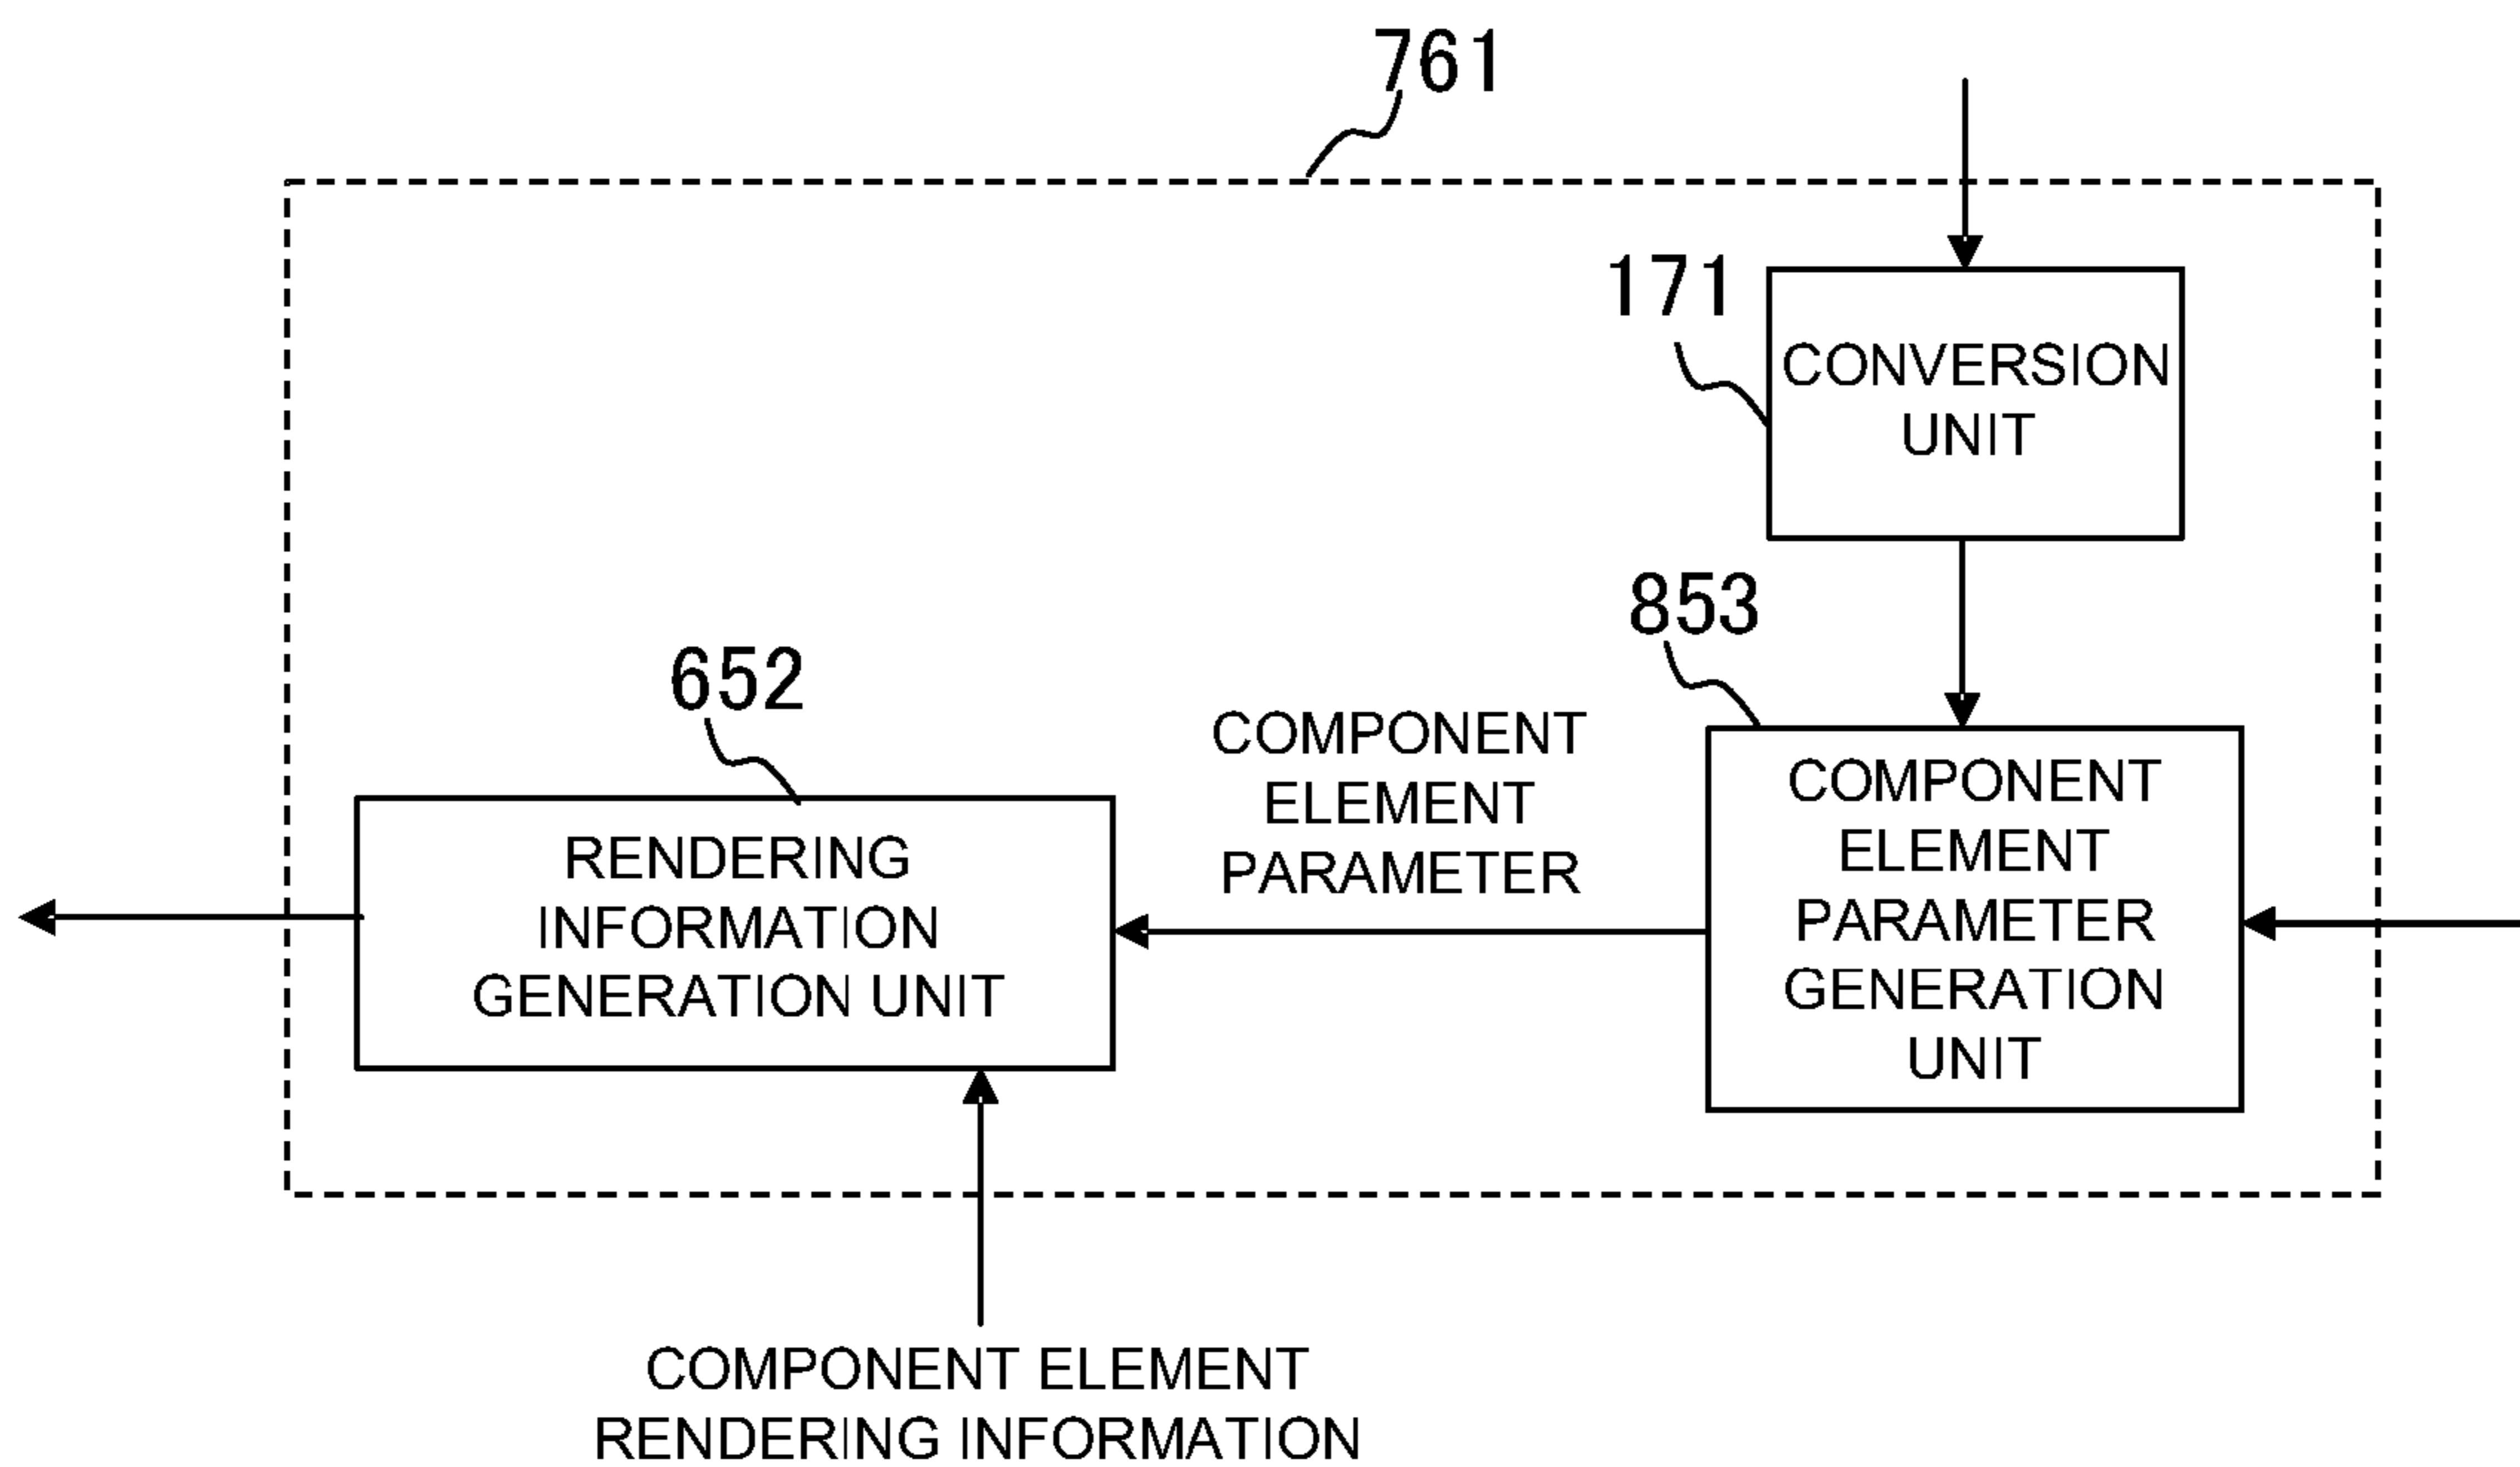 761
171
CONVERSION
UNIT
853
652
COMPONENT
ELEMENT
PARAMETER
COMPONENT
ELEMENT
PARAMETER
GENERATION
UNIT
RENDERING
INFORMATION
GENERATION UNIT
COMPONENT ELEMENT
RENDERING INFORMATION